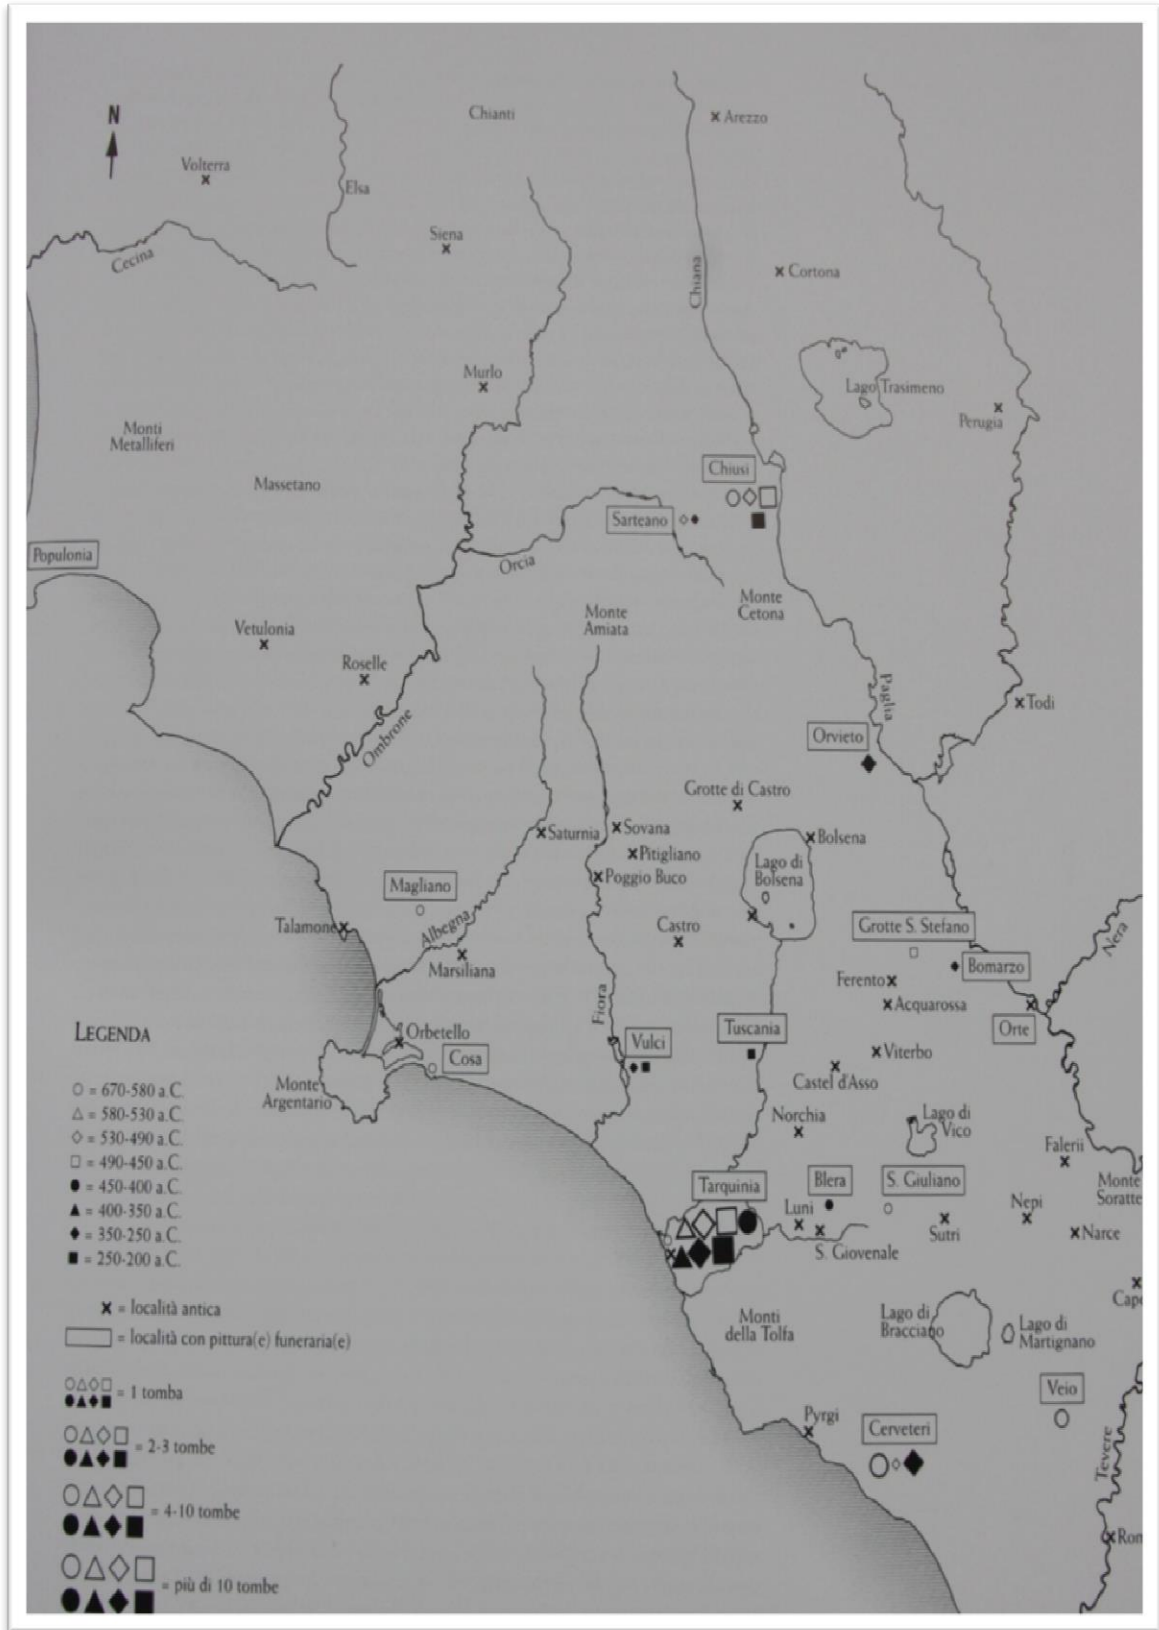 N
Chianti
Arezzo
Volterra
Elsa
Siena
Cecina
Chiana
Cortona
Murlo
Lago Trasimeno
Perugia
Monti
Metalliferi
Massetano
Chiusi
Sarteano
Populonia
Orcia
Monte
Cetona
Monte
Amiata
Vetulonia
Roselle
Ombrone
Paglia
Todi
Orvieto
Grotte di Castro
Saturnia
Sovana
Pitigliano
Poggio Buco
Bolsena
Lago di
Bolsena
Magliano
Talamone
Albegna
Marsiliana
Castro
Grotte S. Stefano
Nera
Bomarzo
Ferento
Acquarossa
Orte
Fiora
Vulci
Tuscania
Viterbo
Castel d'Asso
Orbetello
Cosa
Monte
Argentario
Norchia
Lago di
Vico
Falerii
Monte
Soratte
Tarquinia
Blera
S. Giuliano
Luni
S. Giovenale
Sutri
Nepi
Narce
Cape
Monti
della Tolfa
Lago di
Bracciano
Lago di
Martignano
Veio
Pyrgi
Cerveteri
Tevere
Rom
LEGENDA
= 670-580 a.C.
= 580-530 a.C.
= 530-490 a.C.
= 490-450 a.C.
= 450-400 a.C.
= 400-350 a.C.
= 350-250 a.C.
= 250-200 a.C.
x = località antica
= località con pittura(e) funeraria(e)
= 1 tomba
= 2-3 tombe
= 4-10 tombe
= più di 10 tombe